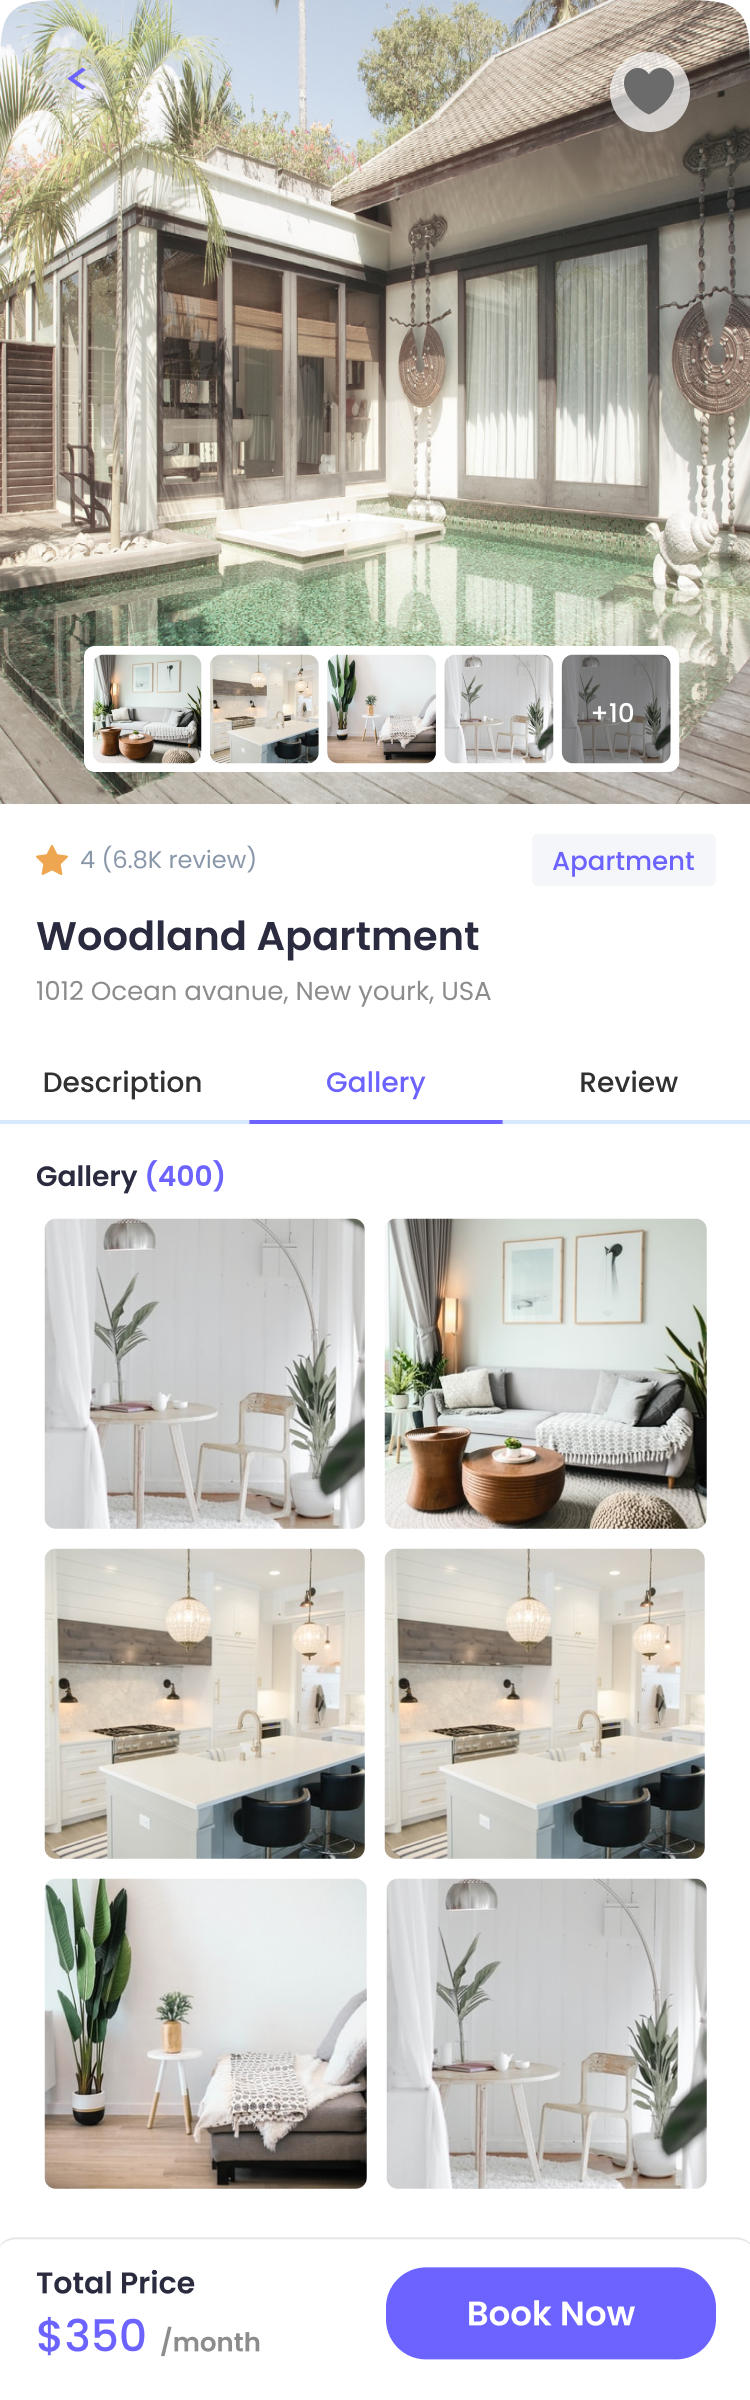 +10
4 (6.8K review)
Apartment
Woodland Apartment
1012 Ocean avanue, New yourk, USA
Description
Gallery
Review
Gallery (400)
Total Price
$350 /month
Book Now